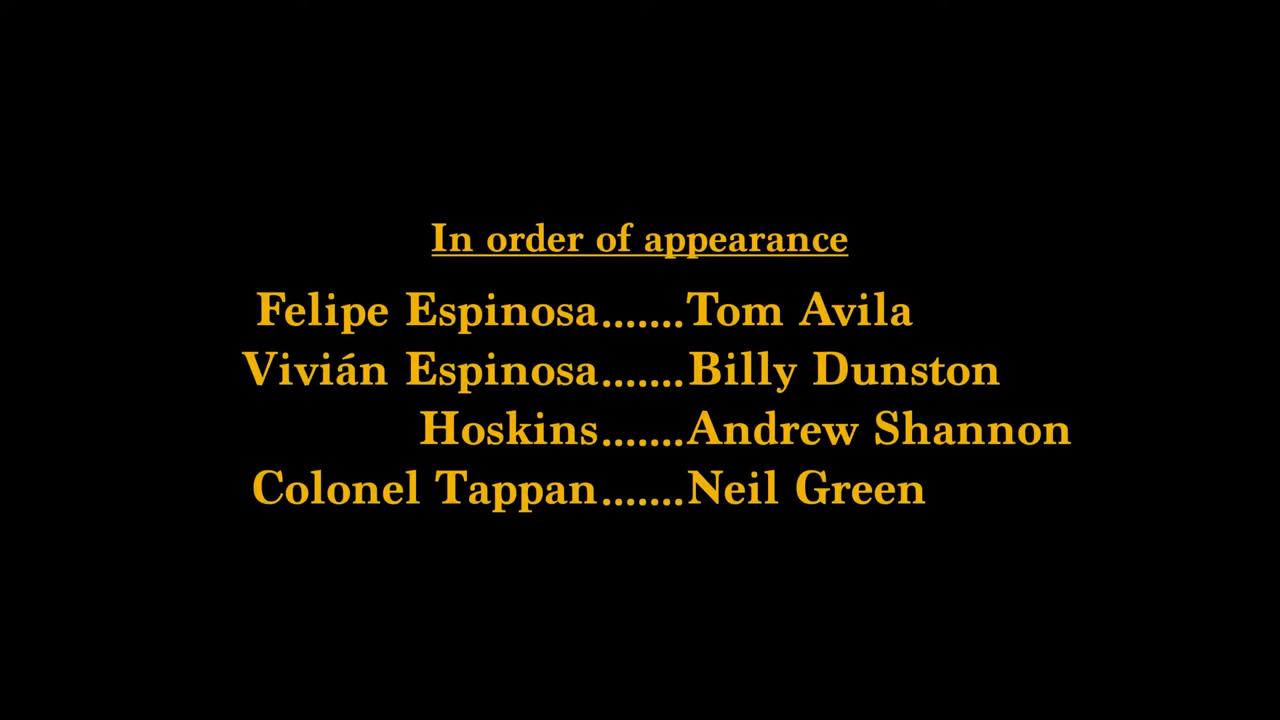 In order of appearance
Felipe Espinosa.......Tom Avila
Vivián Espinosa.......Billy Dunston
Hoskins.......Andrew Shannon
Colonel Tappan.......Neil Green